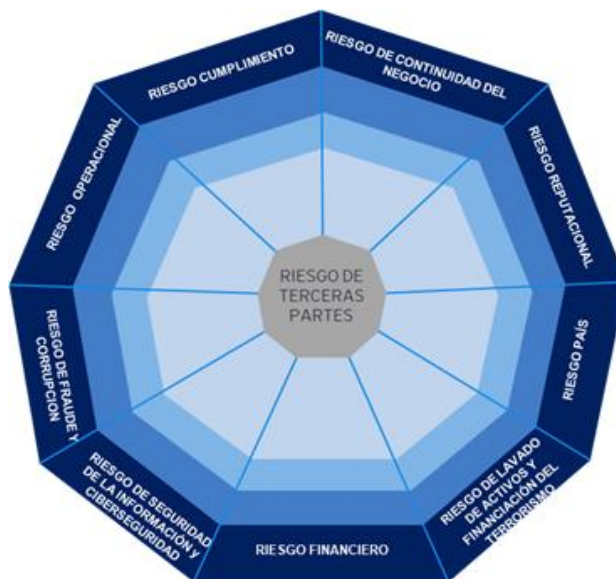 RIESGO CUMPLIMIENTO
RIESGO DE CONTINUIDAD DEL
NEGOCIO
RIESGO REPUTACIONAL
RIESGO PAÍS
RIESGO DE LAVADO
DE ACTIVOS Y
FINANCIACIÓN DEL
TERRORISMO
RIESGO FINANCIERO
RIESGO DE SEGURIDAD
DE LA INFORMACIÓN y
CIBERSEGURIDAD
RIESGO DE FRAUDE Y
CORRUPCION
RIESGO OPERACIONAL
RIESGO DE
TERCERAS
PARTES